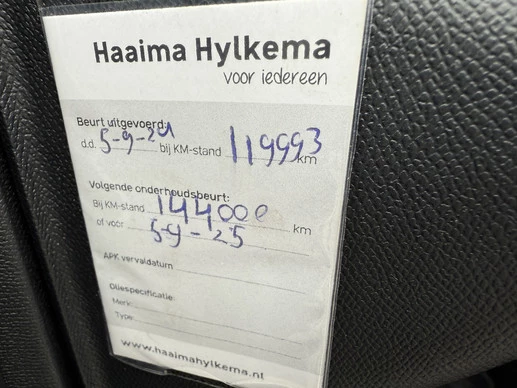 Haaima Hylkema
voor iedereen
Beurt uitgevoerd:
d.d. 5-9-24 bij KM-stand 119993 km
Volgende onderhoudsbeurt:
Bij KM-stand 144000 km
of voor 5-9-25
APK vervaldatum
Oliespecificatie:
Merk:
Type:
www.haaimahylkema.nl